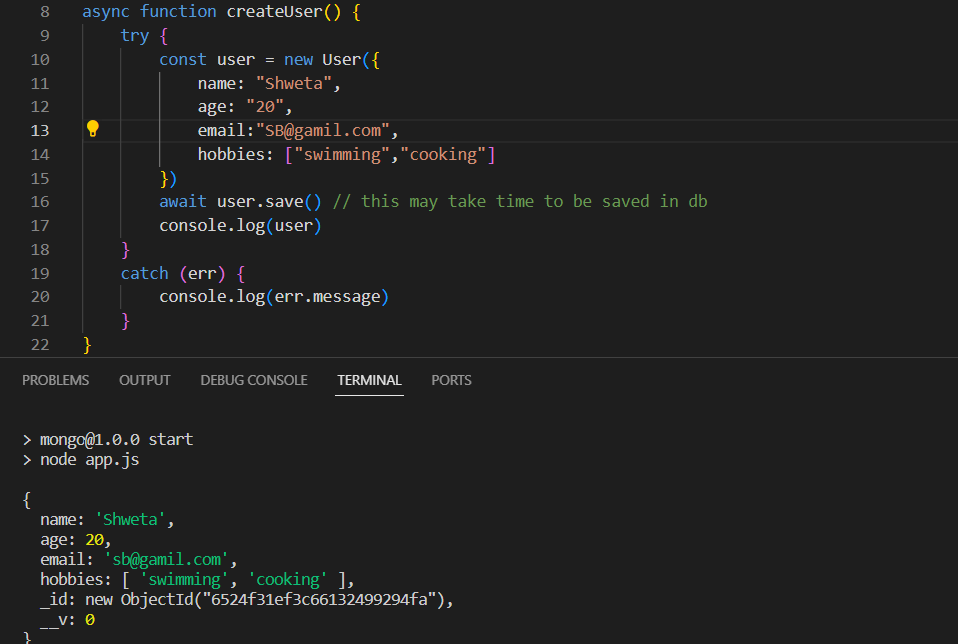 8 async function createUser() {
9 try {
10 const user = new User({
11 name: "Shweta",
12 age: "20",
13 email:"SB@gamil.com",
14 hobbies: ["swimming","cooking"]
15 })
16 await user.save() // this may take time to be saved in db
17 console.log(user)
18 }
19 catch (err) {
20 console.log(err.message)
21 }
22 }
PROBLEMS OUTPUT DEBUG CONSOLE TERMINAL PORTS
> mongo@1.0.0 start
> node app.js
{
name: 'Shweta',
age: 20,
email: 'sb@gamil.com',
hobbies: [ 'swimming', 'cooking' ],
_id: new ObjectId("6524f31ef3c66132499294fa"),
__v: 0
}